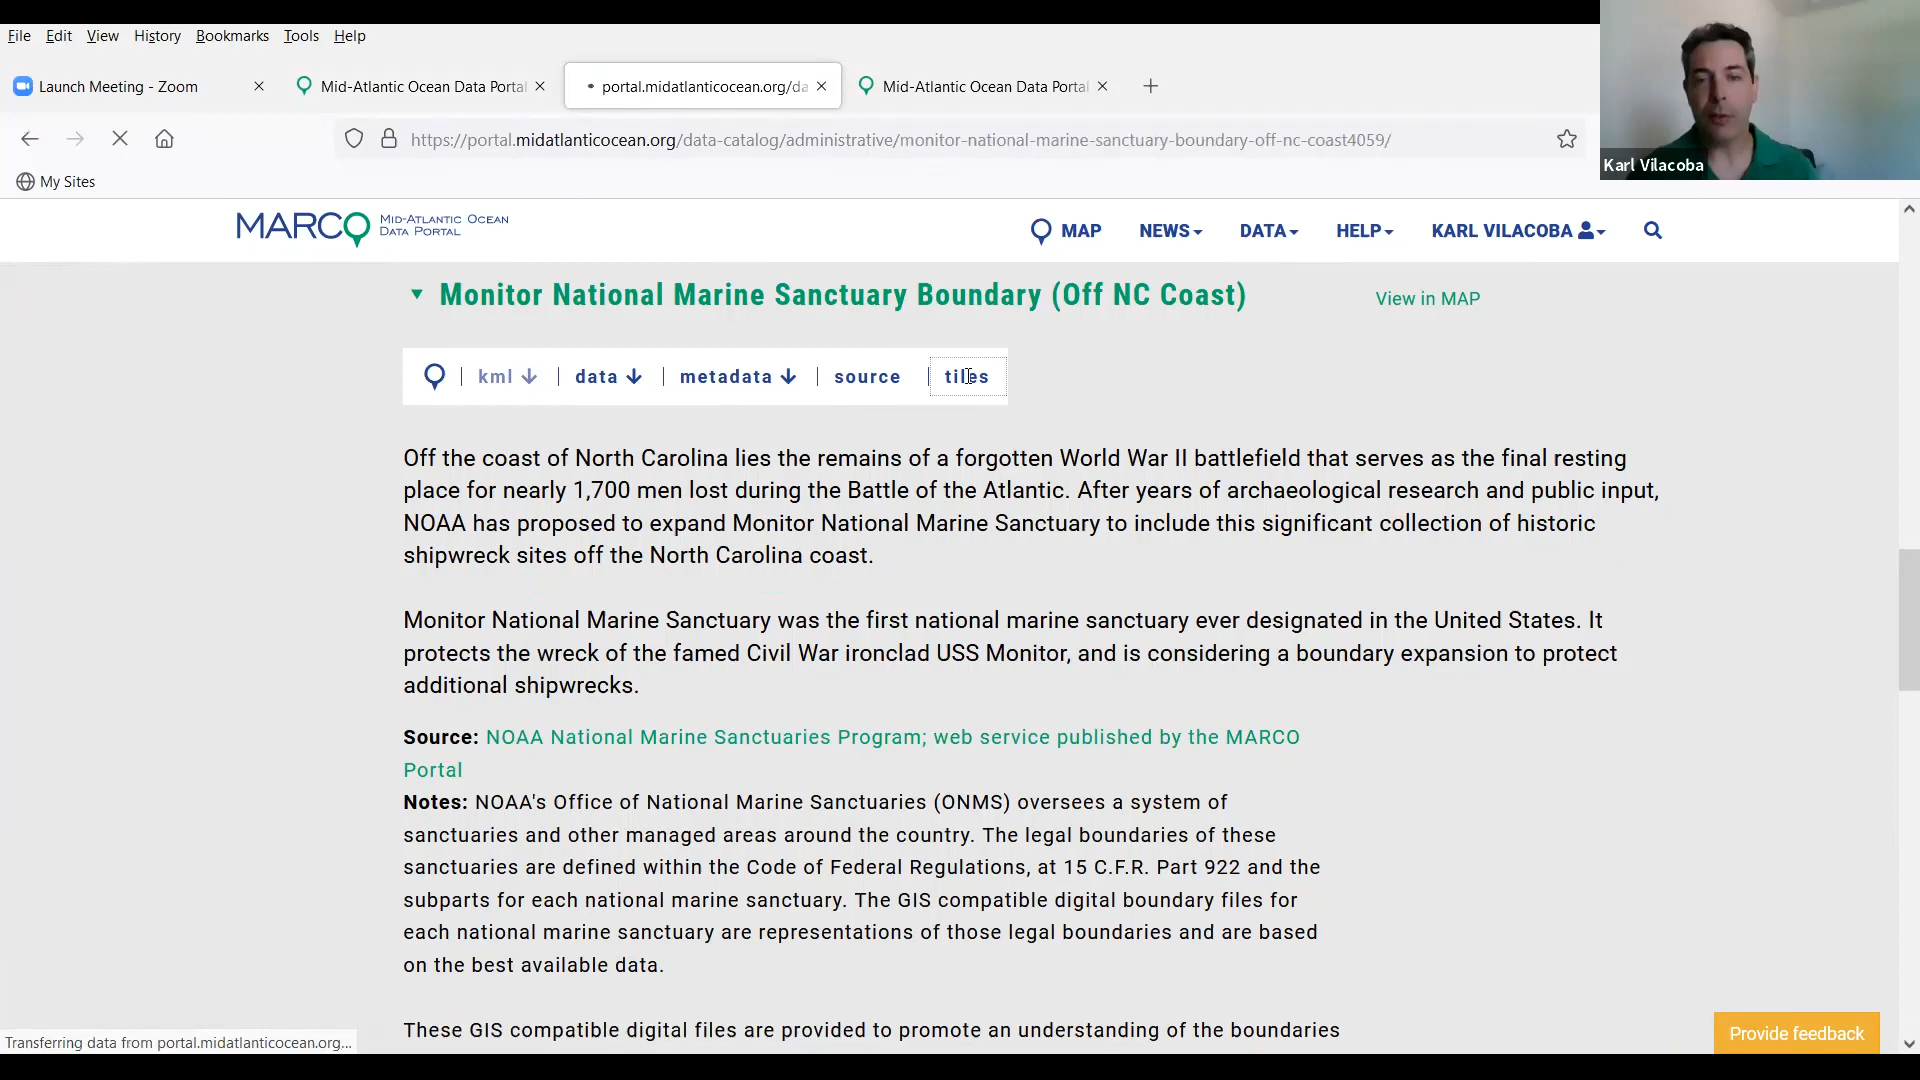 File Edit View History Bookmarks Tools Help
Launch Meeting - Zoom
Mid-Atlantic Ocean Data Portal
portal.midatlanticocean.org/da
Mid-Atlantic Ocean Data Portal
https://portal.midatlanticocean.org/data-catalog/administrative/monitor-national-marine-sanctuary-boundary-off-nc-coast4059/
Karl Vilacoba
My Sites
MARCO MID-ATLANTIC OCEAN
DATA PORTAL
MAP NEWS DATA HELP KARL VILACOBA
Monitor National Marine Sanctuary Boundary (Off NC Coast)
View in MAP
kml | data | metadata | source | tiles
Off the coast of North Carolina lies the remains of a forgotten World War II battlefield that serves as the final resting
place for nearly 1,700 men lost during the Battle of the Atlantic. After years of archaeological research and public input,
NOAA has proposed to expand Monitor National Marine Sanctuary to include this significant collection of historic
shipwreck sites off the North Carolina coast.
Monitor National Marine Sanctuary was the first national marine sanctuary ever designated in the United States. It
protects the wreck of the famed Civil War ironclad USS Monitor, and is considering a boundary expansion to protect
additional shipwrecks.
Source: NOAA National Marine Sanctuaries Program; web service published by the MARCO
Portal
Notes: NOAA's Office of National Marine Sanctuaries (ONMS) oversees a system of
sanctuaries and other managed areas around the country. The legal boundaries of these
sanctuaries are defined within the Code of Federal Regulations, at 15 C.F.R. Part 922 and the
subparts for each national marine sanctuary. The GIS compatible digital boundary files for
each national marine sanctuary are representations of those legal boundaries and are based
on the best available data.
These GIS compatible digital files are provided to promote an understanding of the boundaries
Provide feedback
Transferring data from portal.midatlanticocean.org...